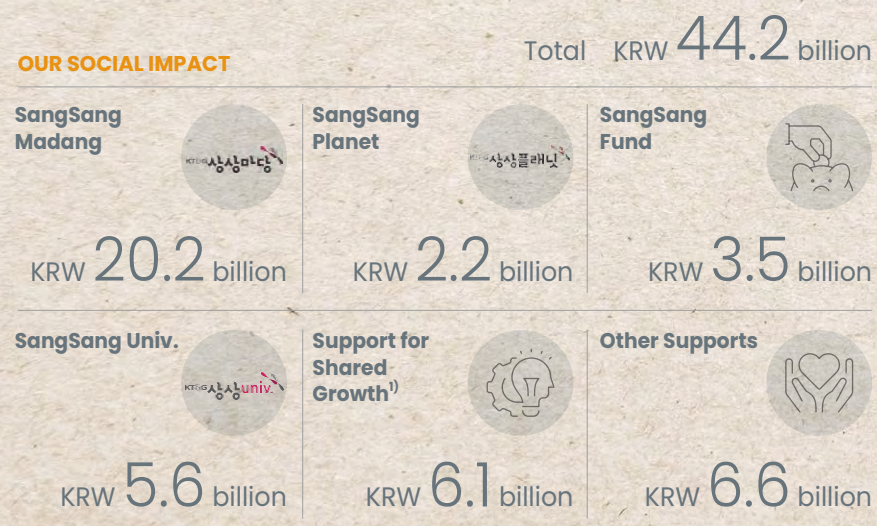 OUR SOCIAL IMPACT
Total KRW 44.2 billion
SangSang
Madang
KT&G 상상마당
KRW 20.2 billion
SangSang
Planet
KT&G 상상플래닛
KRW 2.2 billion
SangSang
Fund
KRW 3.5 billion
SangSang Univ.
KT&G 상상univ.
KRW 5.6 billion
Support for
Shared
Growth¹⁾
KRW 6.1 billion
Other Supports
KRW 6.6 billion